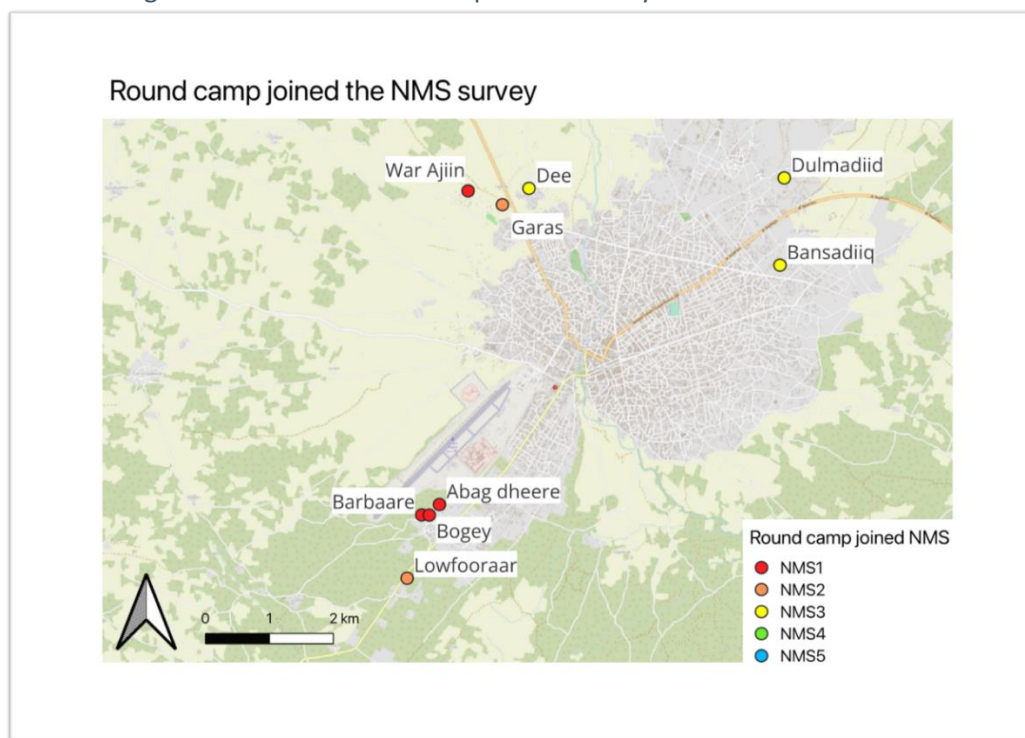 Round camp joined the NMS survey
War Ajiin
Dee
Dulmadiid
Garas
Bansadiiq
Barbaare
Abag dheere
Bogey
Lowfooraar
0 1 2 km
Round camp joined NMS
NMS1
NMS2
NMS3
NMS4
NMS5